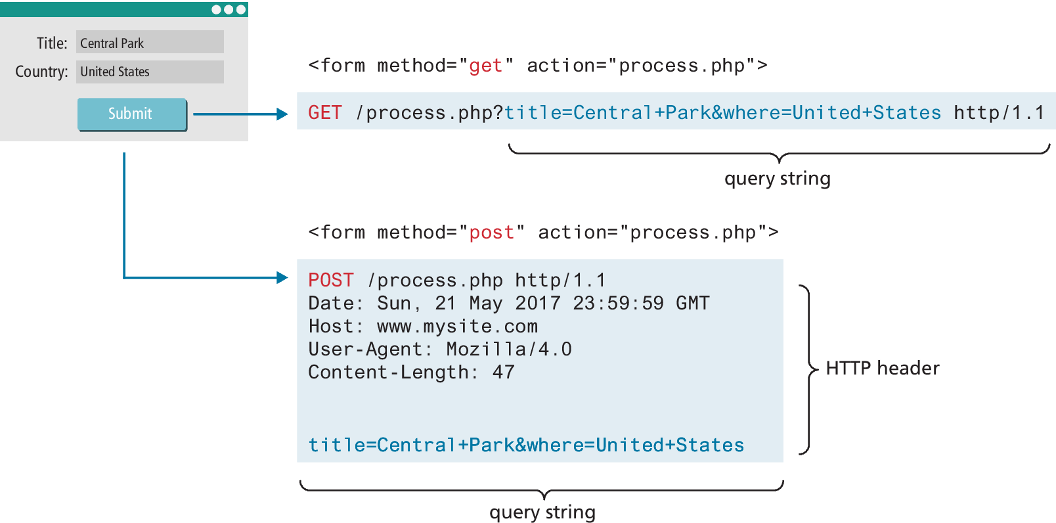 Title: Central Park
Country: United States
Submit
<form method="get" action="process.php">
GET /process.php?title=Central+Park&where=United+States http/1.1
query string
<form method="post" action="process.php">
POST /process.php http/1.1
Date: Sun, 21 May 2017 23:59:59 GMT
Host: www.mysite.com
User-Agent: Mozilla/4.0
Content-Length: 47
HTTP header
title=Central+Park&where=United+States
query string